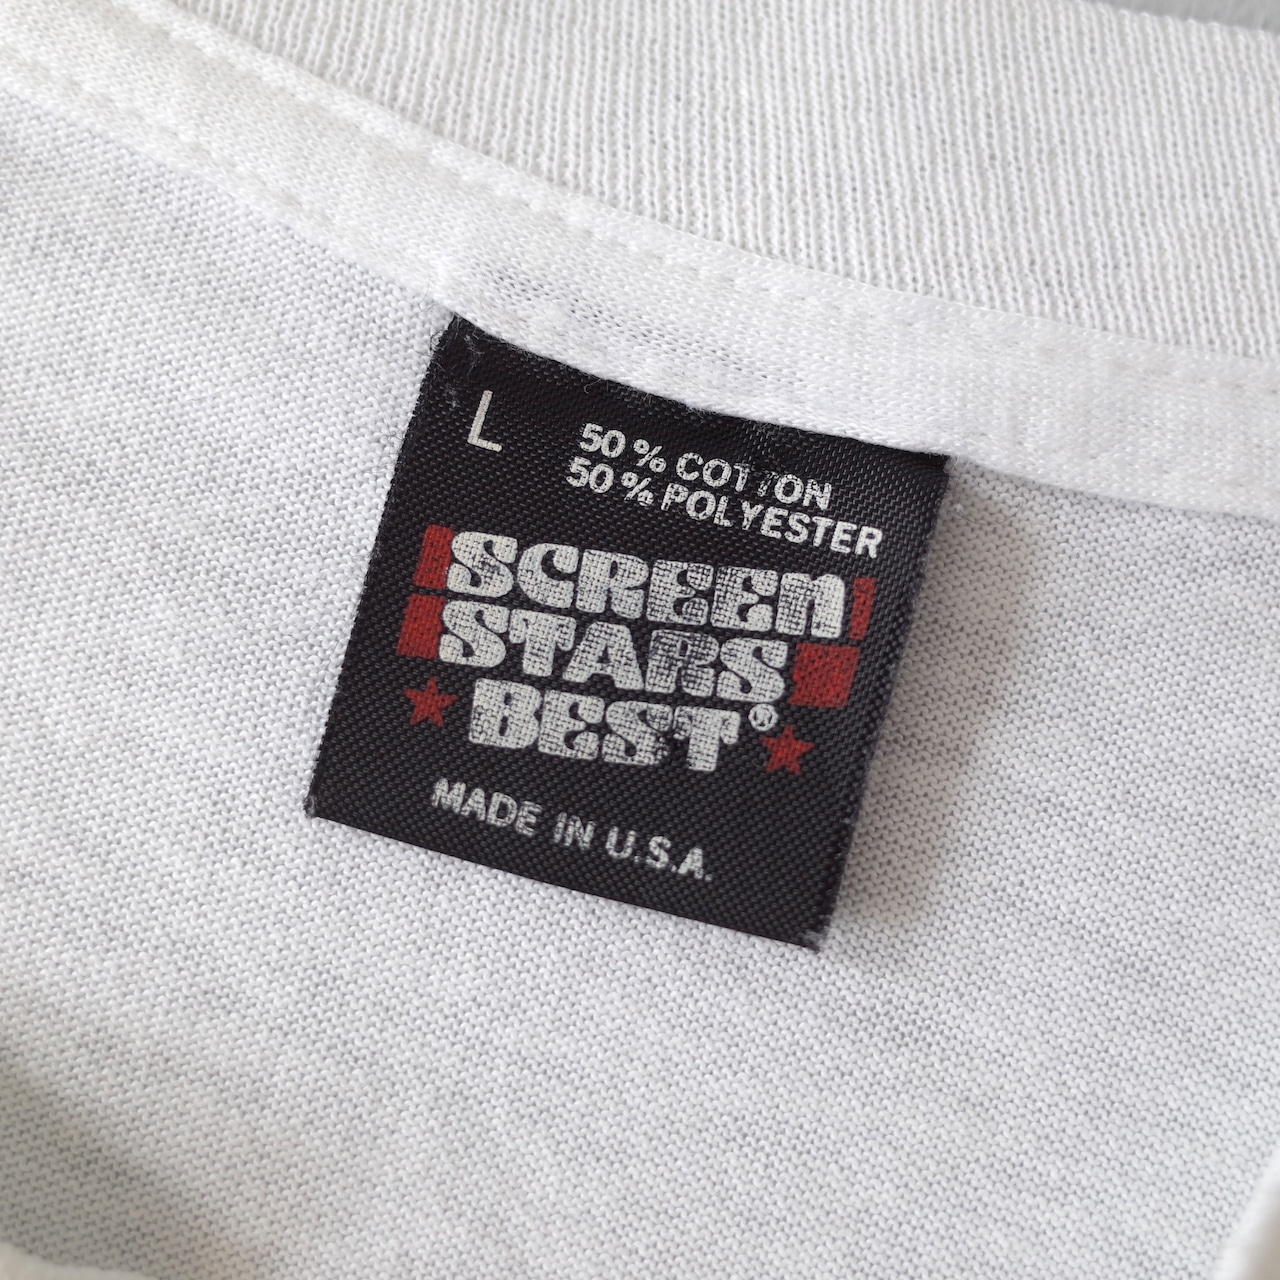 L
50% COTTON
50% POLYESTER
SCREEN
STARS
BEST®
MADE IN U.S.A.